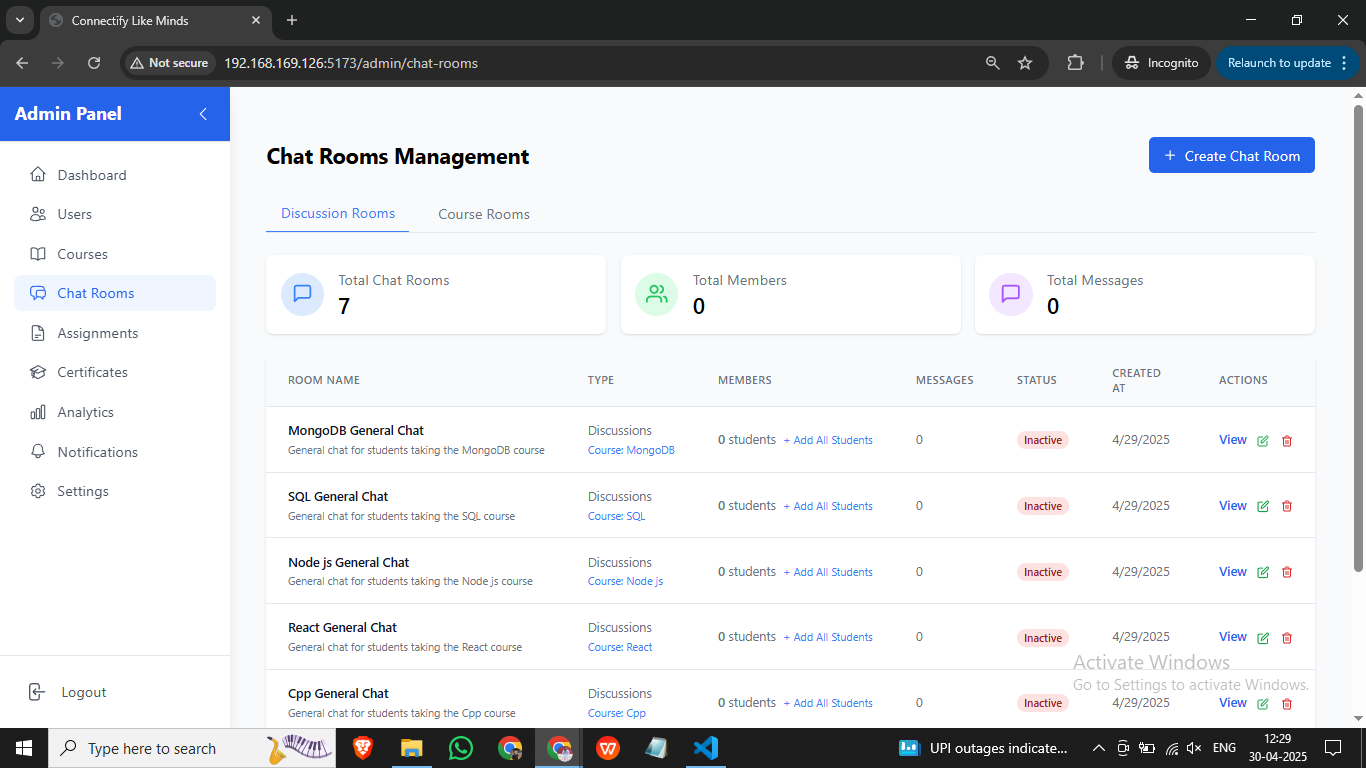 Connectify Like Minds
Not secure
192.168.169.126:5173/admin/chat-rooms
Incognito
Relaunch to update
Admin Panel
Dashboard
Users
Courses
Chat Rooms
Assignments
Certificates
Analytics
Notifications
Settings
Logout
Chat Rooms Management
+ Create Chat Room
Discussion Rooms Course Rooms
Total Chat Rooms
7
Total Members
0
Total Messages
0
ROOM NAME TYPE MEMBERS MESSAGES STATUS CREATED AT ACTIONS
MongoDB General Chat Discussions
General chat for students taking the MongoDB course Course: MongoDB
0 students + Add All Students 0 Inactive 4/29/2025 View
SQL General Chat Discussions
General chat for students taking the SQL course Course: SQL
0 students + Add All Students 0 Inactive 4/29/2025 View
Node js General Chat Discussions
General chat for students taking the Node js course Course: Node js
0 students + Add All Students 0 Inactive 4/29/2025 View
React General Chat Discussions
General chat for students taking the React course Course: React
0 students + Add All Students 0 Inactive 4/29/2025 View
Cpp General Chat Discussions
General chat for students taking the Cpp course Course: Cpp
0 students + Add All Students 0 Inactive 4/29/2025 View
Activate Windows
Go to Settings to activate Windows.
Type here to search
UPI outages indicate...
ENG
12:29
30-04-2025